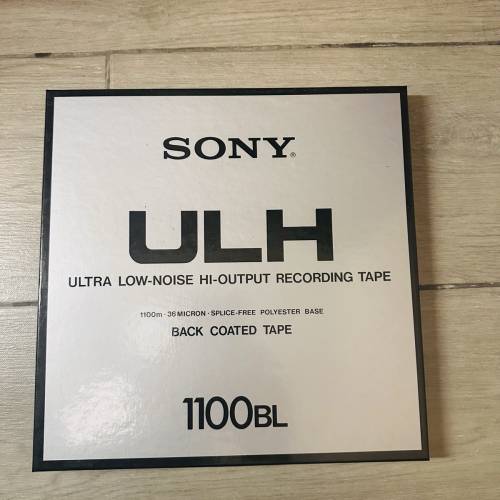 SONY®
ULH
ULTRA LOW-NOISE HI-OUTPUT RECORDING TAPE
1100m · 36 MICRON · SPLICE-FREE POLYESTER BASE
BACK COATED TAPE
1100BL